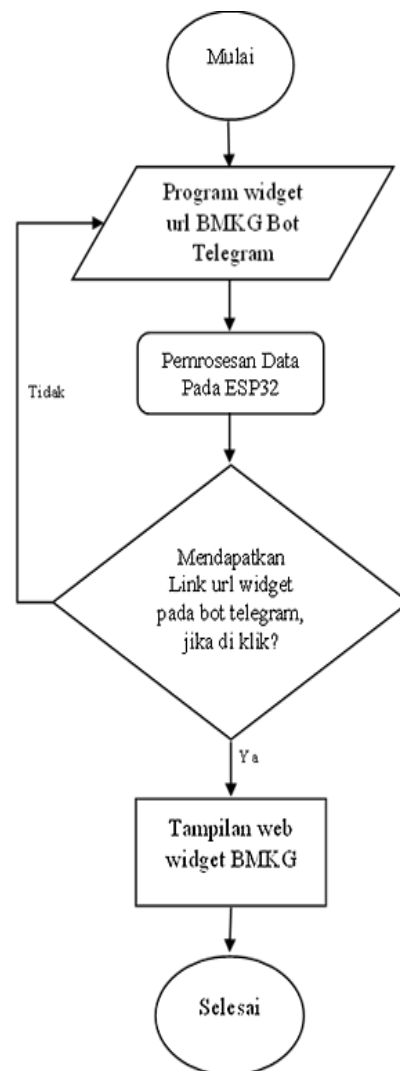 Mulai
Program widget
url BMKG Bot
Telegram
Pemrosesan Data
Pada ESP32
Tidak
Mendapatkan
Link url widget
pada bot telegram,
jika di klik?
Ya
Tampilan web
widget BMKG
Selesai